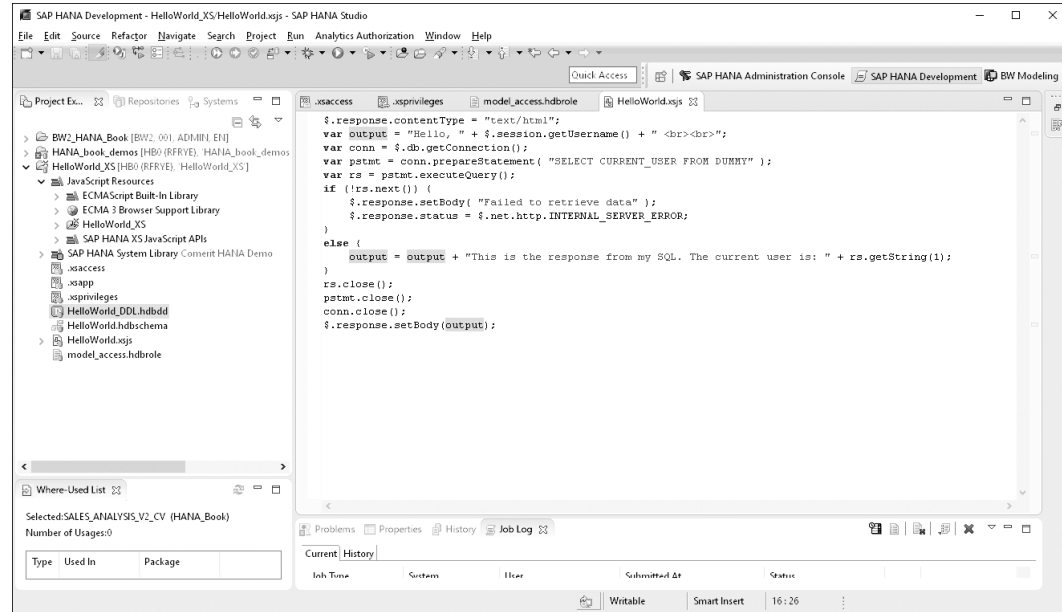 SAP HANA Development - HelloWorld_XS/HelloWorld.xsjs - SAP HANA Studio
File Edit Source Refactor Navigate Search Project Run Analytics Authorization Window Help
Quick Access SAP HANA Administration Console SAP HANA Development BW Modeling
Project Ex... Repositories Systems
BW2_HANA_Book [BW2, 001, ADMIN, EN]
HANA_book_demos [HB0 (RFRYE), 'HANA_book_demos
HelloWorld_XS [HB0 (RFRYE), 'HelloWorld_XS']
JavaScript Resources
ECMAScript Built-In Library
ECMA 3 Browser Support Library
HelloWorld_XS
SAP HANA XS JavaScript APIs
SAP HANA System Library Comerit HANA Demo
.xsaccess
.xsapp
.xsprivileges
HelloWorld_DDL.hdbdd
HelloWorld.hdbschema
HelloWorld.xsjs
model_access.hdbrole
.xsaccess .xsprivileges model_access.hdbrole HelloWorld.xsjs
$.response.contentType = "text/html";
var output = "Hello, " + $.session.getUsername() + " <br><br>";
var conn = $.db.getConnection();
var pstmt = conn.prepareStatement( "SELECT CURRENT_USER FROM DUMMY" );
var rs = pstmt.executeQuery();
if (!rs.next()) {
$.response.setBody( "Failed to retrieve data" );
$.response.status = $.net.http.INTERNAL_SERVER_ERROR;
}
else {
output = output + "This is the response from my SQL. The current user is: " + rs.getString(1);
}
rs.close();
pstmt.close();
conn.close();
$.response.setBody(output);
Where-Used List
Selected:SALES_ANALYSIS_V2_CV (HANA_Book)
Number of Usages:0
Type Used In Package
Problems Properties History Job Log
Current History
Job Type System User Submitted At Status
Writable Smart Insert 16 : 26